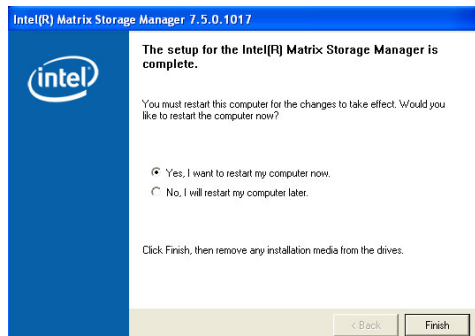 Intel(R) Matrix Storage Manager 7.5.0.1017
intel
The setup for the Intel(R) Matrix Storage Manager is
complete.
You must restart this computer for the changes to take effect. Would you
like to restart the computer now?
Yes, I want to restart my computer now.
No, I will restart my computer later.
Click Finish, then remove any installation media from the drives.
< Back
Finish